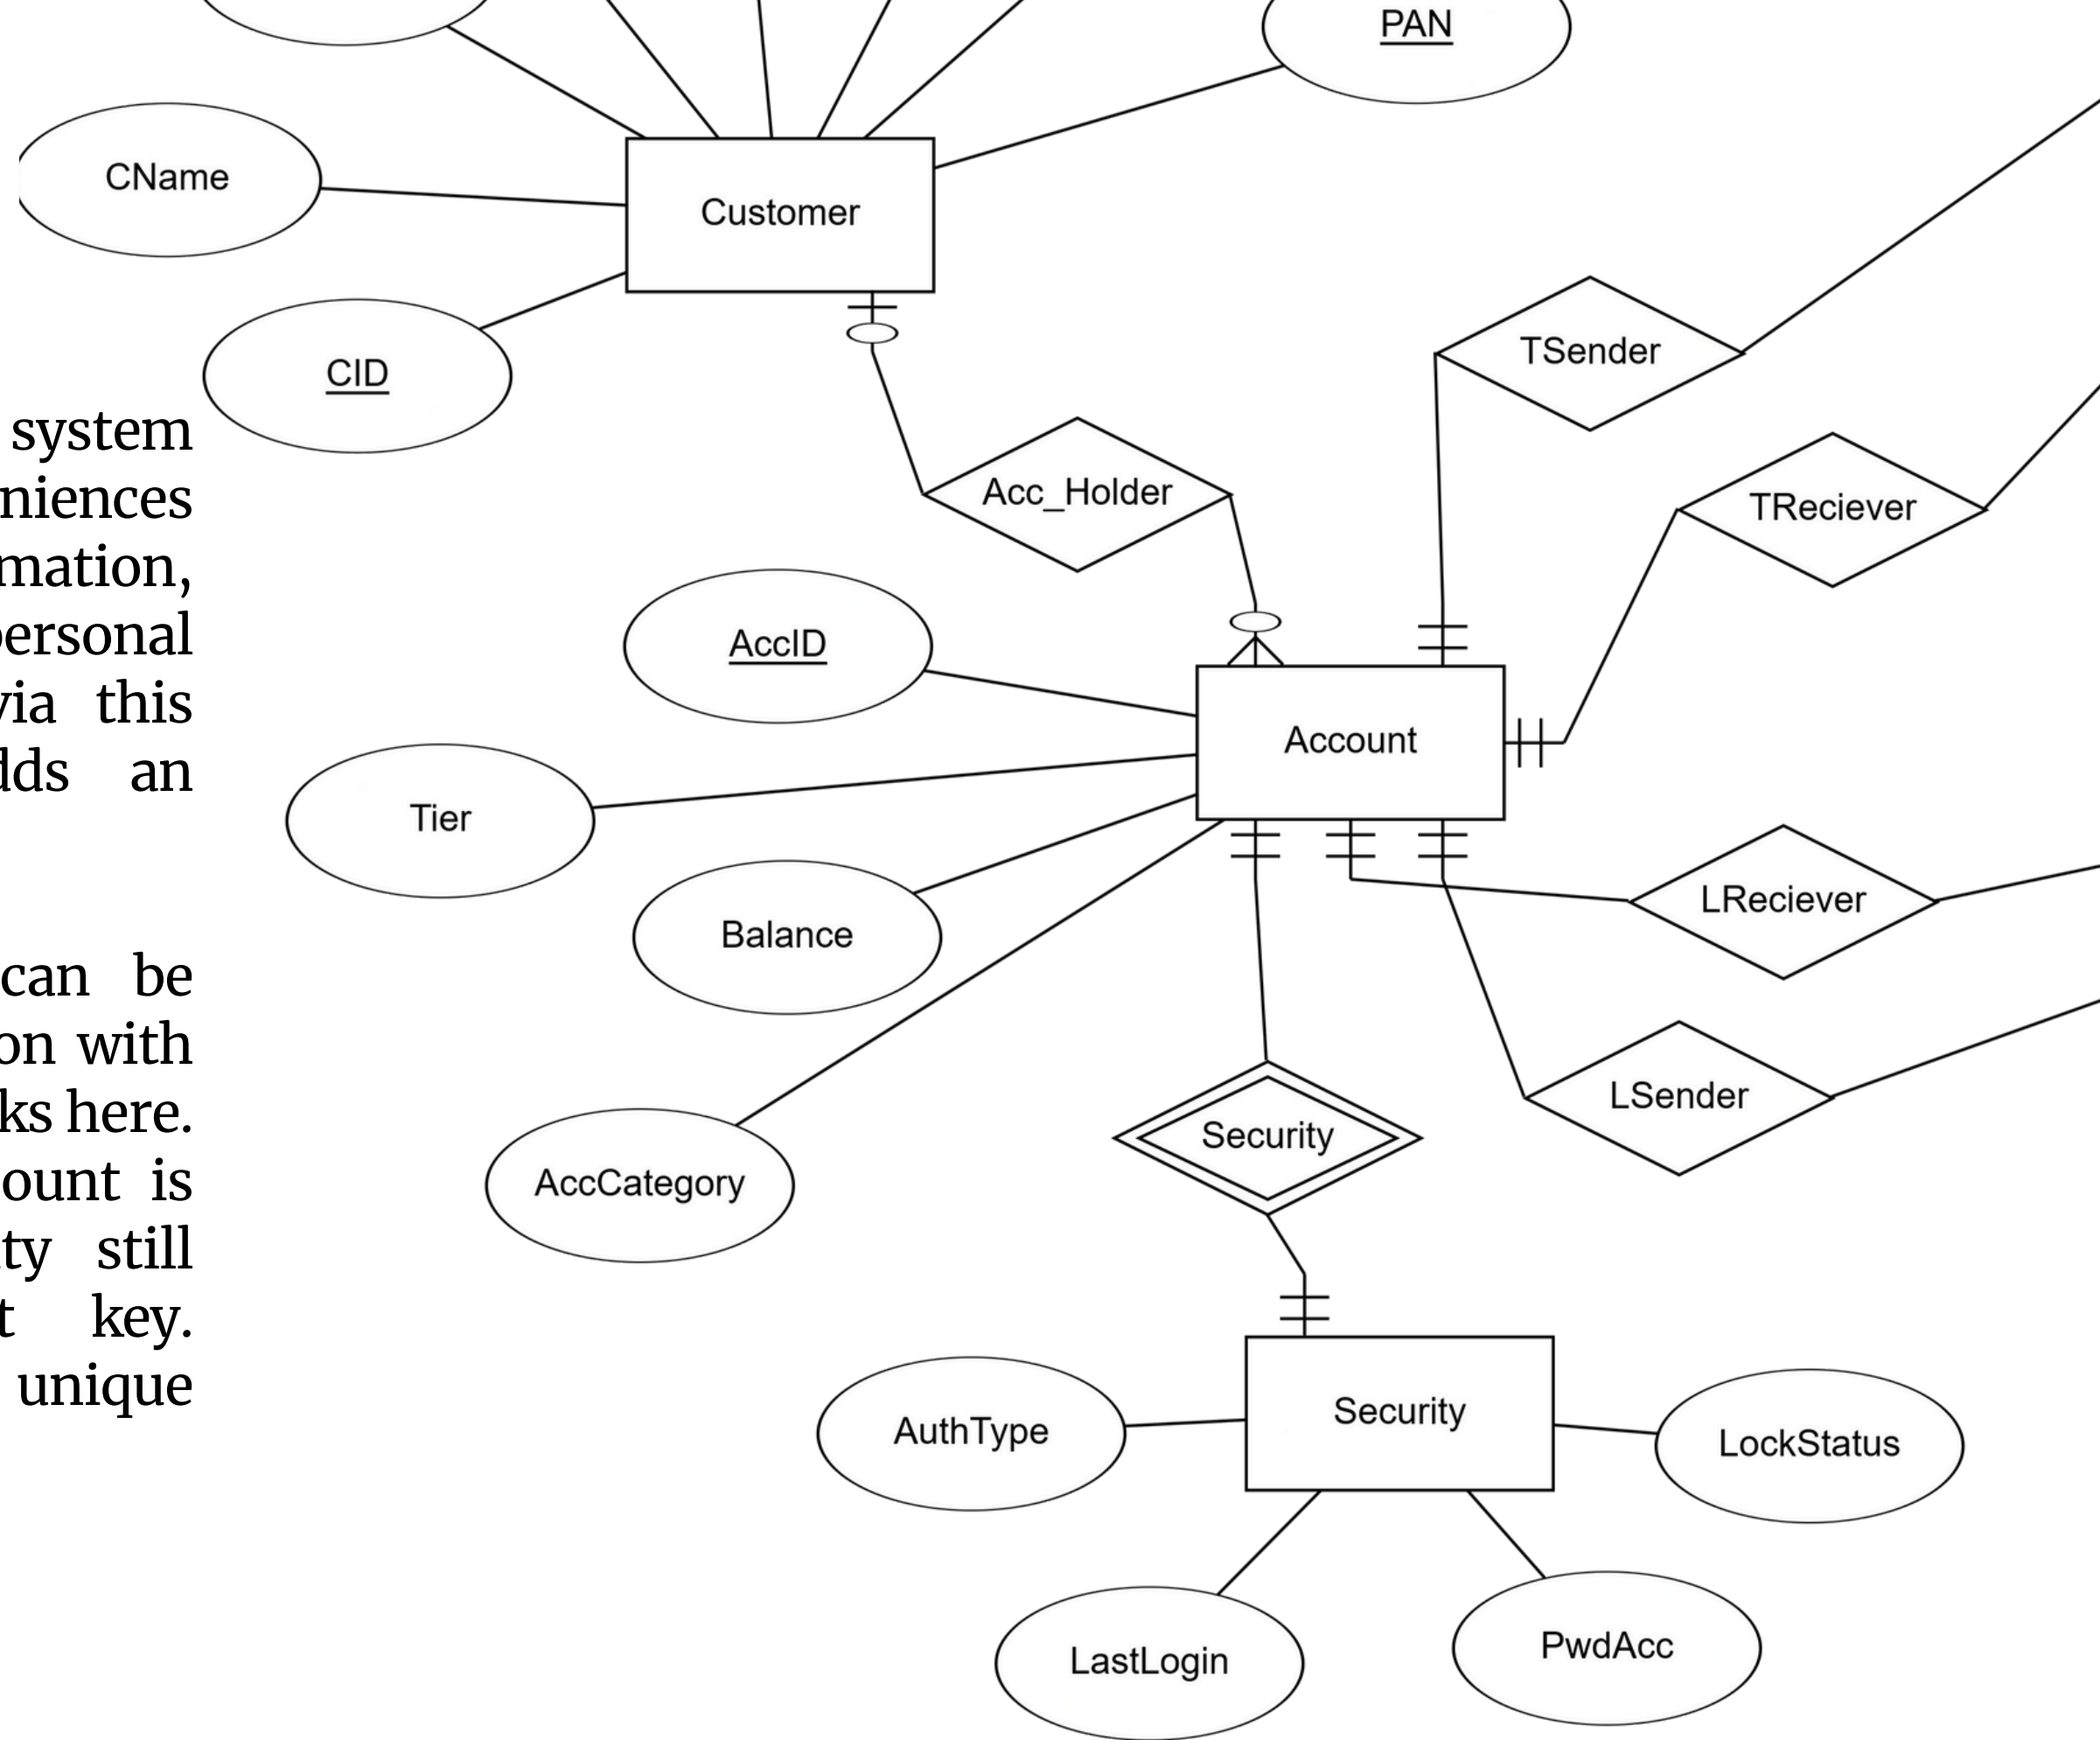 PAN
CName
Customer
CID
system
niences
mation,
personal
via this
dds an
TSender
TReciever
Acc_Holder
AccID
Account
Tier
Balance
LReciever
LSender
AccCategory
Security
can be
on with
ks here.
ount is
ty still
t key.
unique
Security
AuthType
LockStatus
LastLogin
PwdAcc